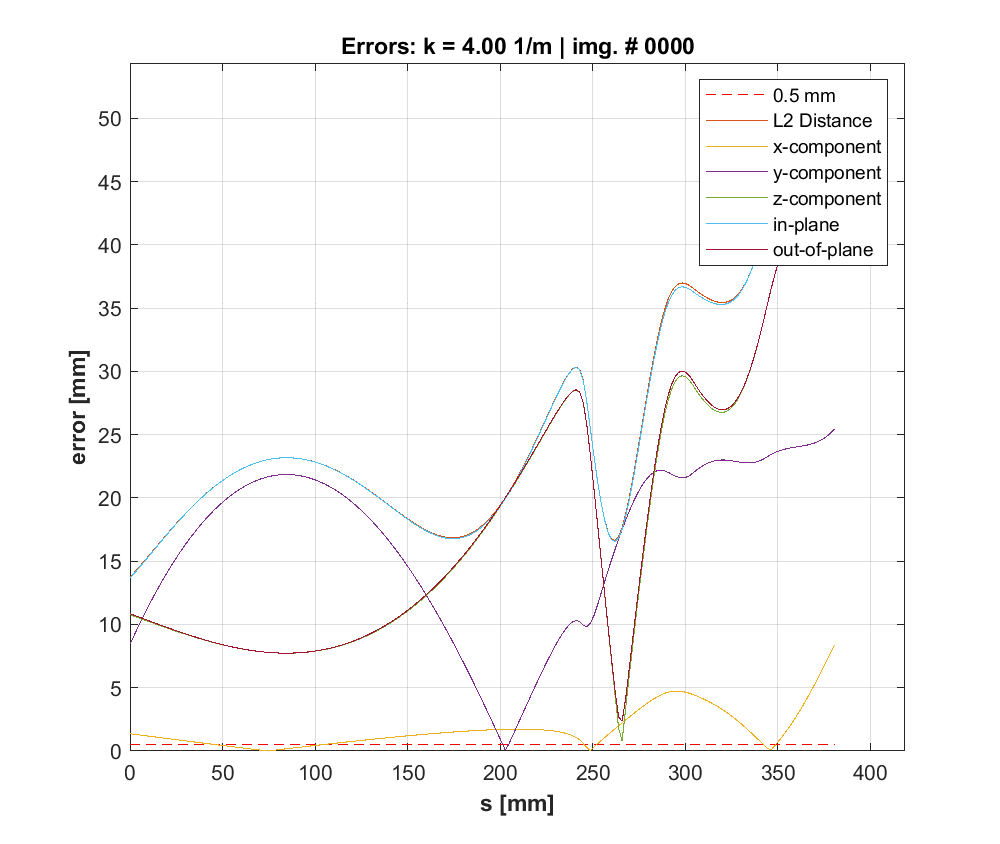 Errors: k = 4.00 1/m | img. # 0000
0.5 mm
L2 Distance
x-component
y-component
z-component
in-plane
out-of-plane
50
45
40
35
30
25
20
15
10
5
0
error [mm]
0 50 100 150 200 250 300 350 400
s [mm]